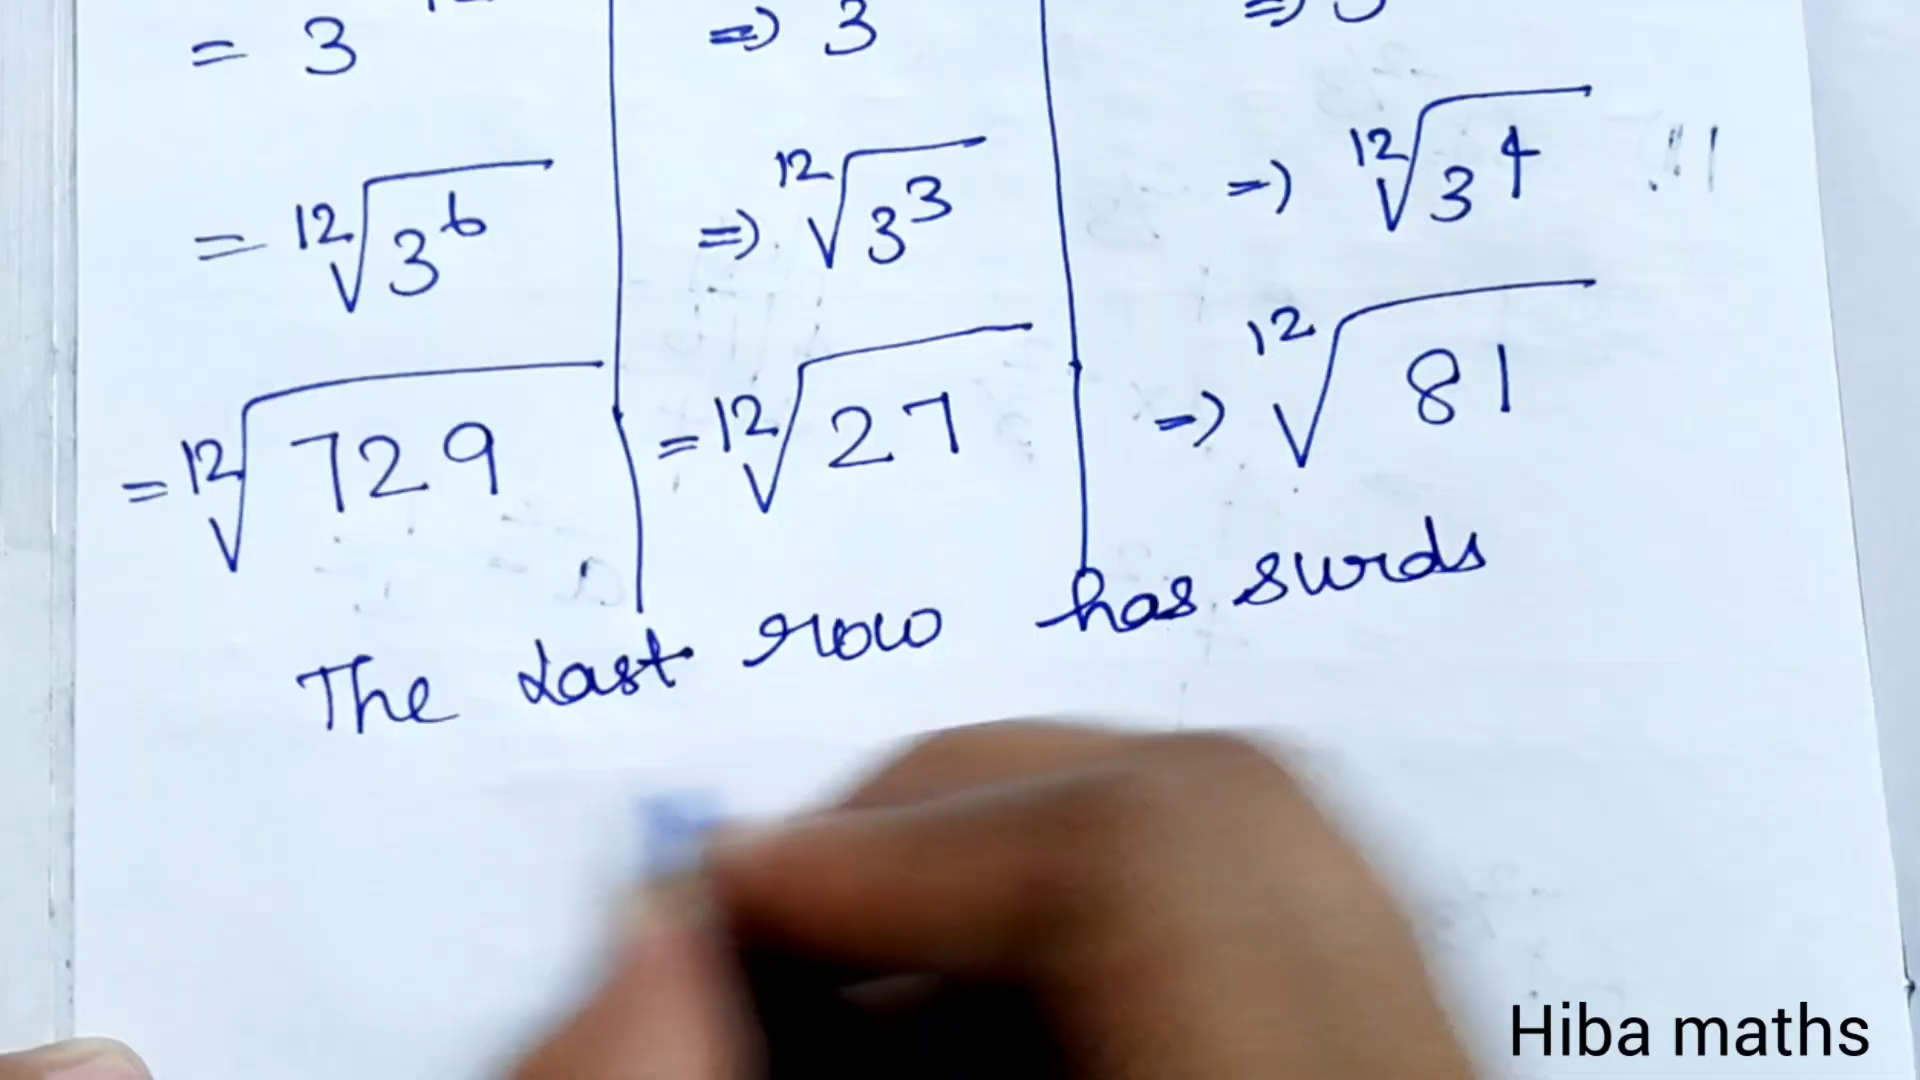 = 3 => 3 =>
= ¹²√3⁶ => ¹²√3³ => ¹²√3⁴
= ¹²√729 = ¹²√27 => ¹²√81
The Last row has surds
Hiba maths